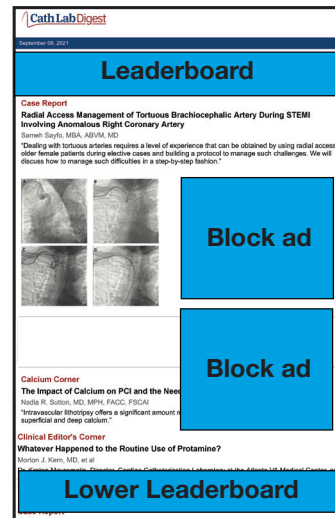 CathLabDigest
September 08, 2021
Leaderboard
Case Report
Radial Access Management of Tortuous Brachiocephalic Artery During STEMI
Involving Anomalous Right Coronary Artery
Sameh Sayfo, MBA, ABVM, MD
"Dealing with tortuous arteries requires a level of experience that can be obtained by using radial access
older female patients during elective cases and building a protocol to manage such challenges. We will
discuss how to manage such difficulties in a step-by-step fashion."
Block ad
Block ad
Calcium Corner
The Impact of Calcium on PCI and the Need
Nadia R. Sutton, MD, MPH, FACC, FSCAI
"Intravascular lithotripsy offers a significant amount
superficial and deep calcium."
Clinical Editor's Corner
Whatever Happened to the Routine Use of Protamine?
Morton J. Kern, MD, et al
Lower Leaderboard
Case Report